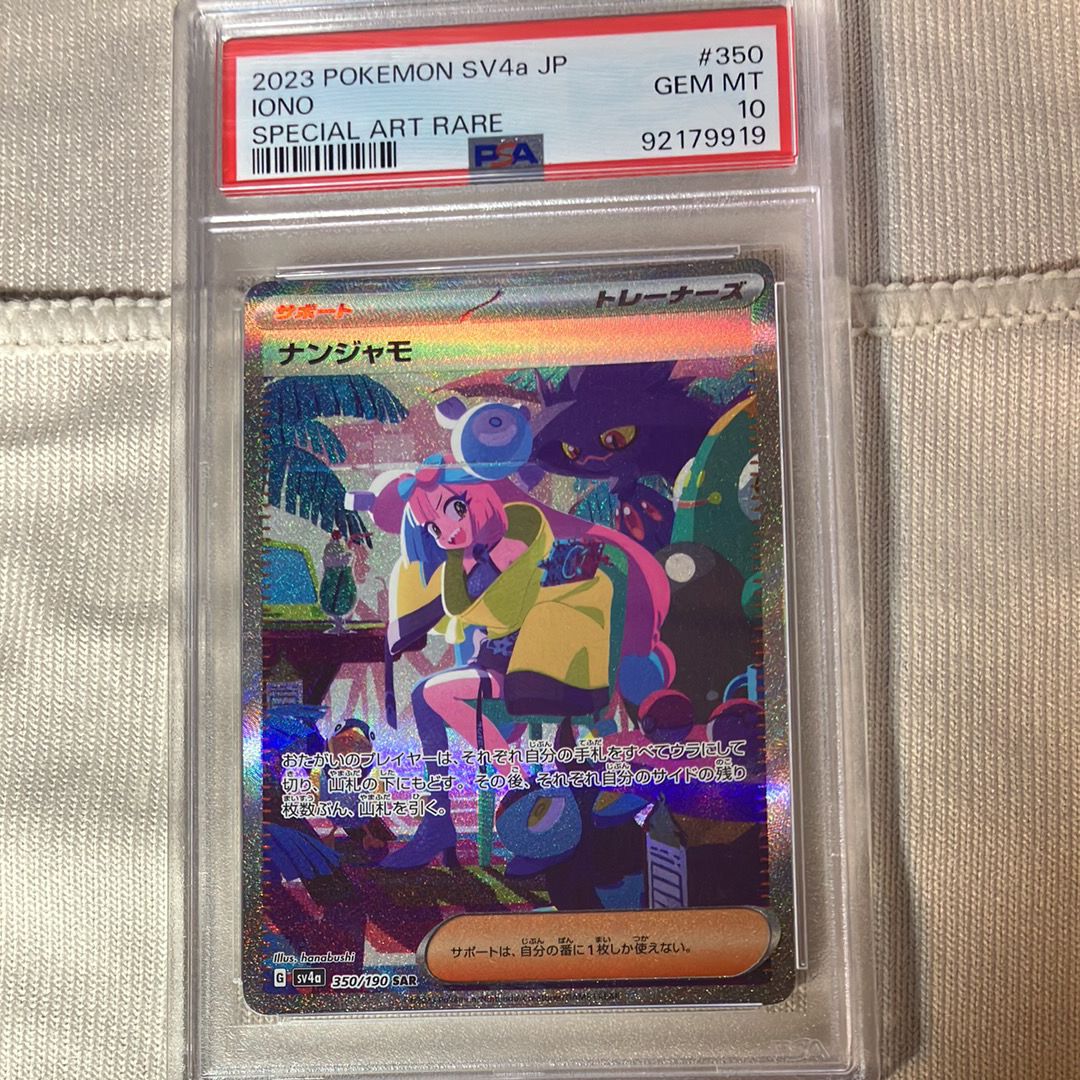 2023 POKEMON SV4a JP #350
IONO GEM MT
SPECIAL ART RARE 10
PSA 92179919
サポート トレーナーズ
ナンジャモ
おたがいのプレイヤーは、それぞれ自分の手札をすべてウラにして
切り、山札の下にもどす。その後、それぞれ自分のサイドの残り
枚数ぶん、山札を引く。
サポートは、自分の番に1枚しか使えない。
Illus. hanabushi
G sv4a 350/190 SAR